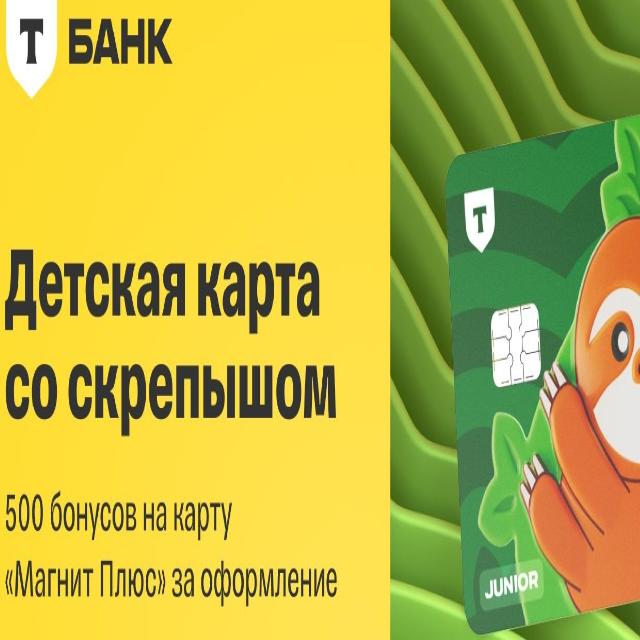 Т БАНК
Детская карта
со скрепышом
500 бонусов на карту
«Магнит Плюс» за оформление
Т
JUNIOR